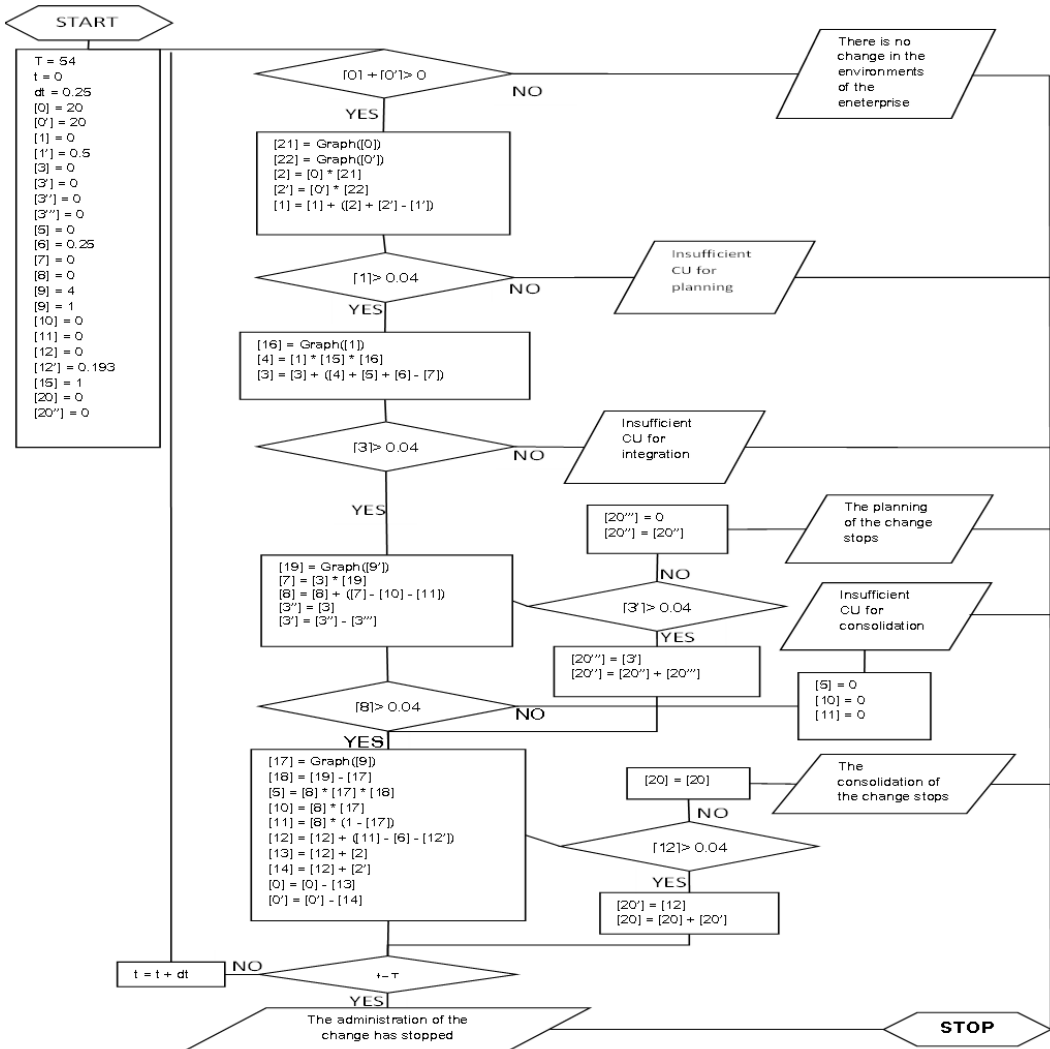 START
T = 54
t = 0
dt = 0.25
[0] = 20
[0'] = 20
[1] = 0
[1'] = 0.5
[3] = 0
[3'] = 0
[3''] = 0
[3'''] = 0
[5] = 0
[6] = 0.25
[7] = 0
[8] = 0
[9] = 4
[9] = 1
[10] = 0
[11] = 0
[12] = 0
[12'] = 0.193
[15] = 1
[20] = 0
[20''] = 0
[0] + [0'] > 0
NO
There is no
change in the
environments
of the
eneterprise
YES
[21] = Graph([0])
[22] = Graph([0'])
[2] = [0] * [21]
[2'] = [0'] * [22]
[1] = [1] + ([2] + [2'] - [1'])
[1] > 0.04
NO
Insufficient
CU for
planning
YES
[16] = Graph([1])
[4] = [1] * [15] * [16]
[3] = [3] + ([4] + [5] + [6] - [7])
[3] > 0.04
NO
Insufficient
CU for
integration
YES
[20'''] = 0
[20''] = [20'']
The planning
of the change
stops
[19] = Graph([9'])
[7] = [3] * [19]
[8] = [8] + ([7] - [10] - [11])
[3''] = [3]
[3'] = [3''] - [3''']
NO
[3'] > 0.04
YES
Insufficient
CU for
consolidation
[20'''] = [3']
[20''] = [20''] + [20''']
[8] > 0.04
NO
[5] = 0
[10] = 0
[11] = 0
YES
[17] = Graph([9])
[18] = [19] - [17]
[5] = [8] * [17] * [18]
[10] = [8] * [17]
[11] = [8] * (1 - [17])
[12] = [12] + ([11] - [6] - [12'])
[13] = [12] + [2]
[14] = [12] + [2']
[0] = [0] - [13]
[0'] = [0'] - [14]
[20] = [20]
The
consolidation of
the change stops
NO
[12] > 0.04
YES
[20'] = [12]
[20] = [20] + [20']
t = t + dt
NO
t = T
YES
The administration of the
change has stopped
STOP